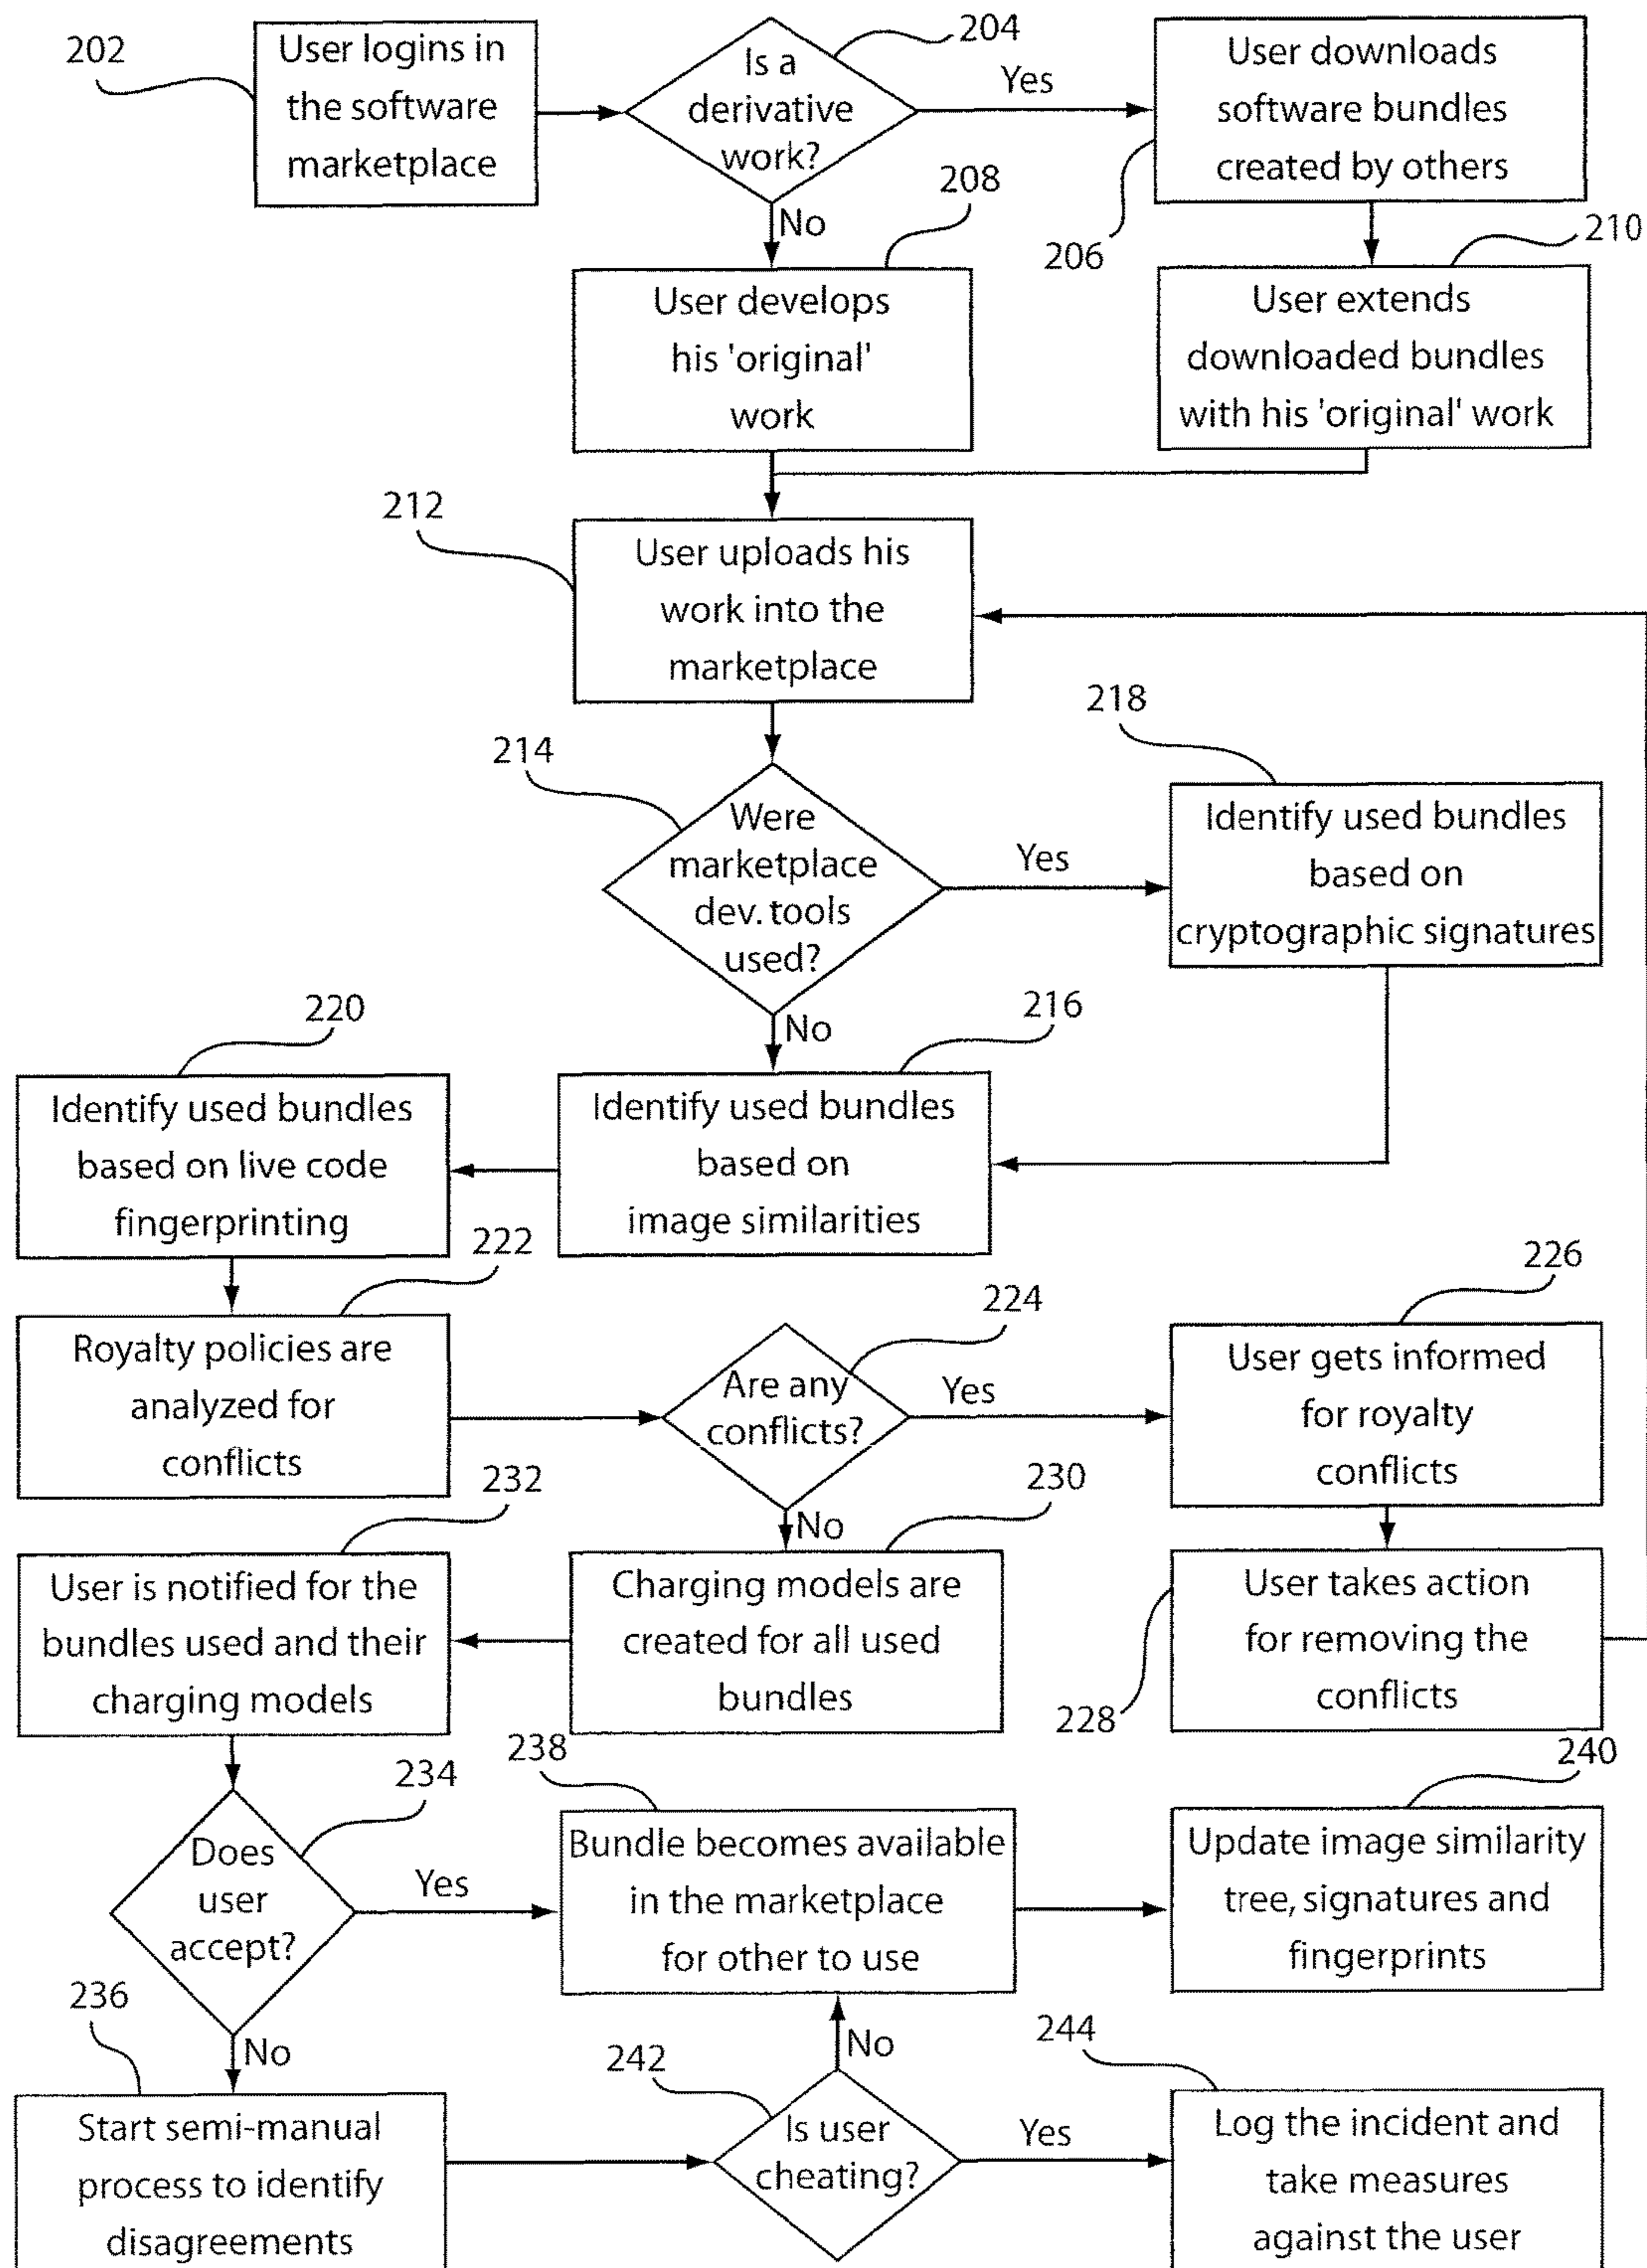 202
User logins in
the software
marketplace
204
Is a
derivative
work?
Yes
User downloads
software bundles
created by others
206
No
208
210
User develops
his 'original'
work
User extends
downloaded bundles
with his 'original' work
212
User uploads his
work into the
marketplace
214
Were
marketplace
dev. tools
used?
Yes
218
Identify used bundles
based on
cryptographic signatures
No
216
220
Identify used bundles
based on live code
fingerprinting
Identify used bundles
based on
image similarities
222
Royalty policies are
analyzed for
conflicts
224
Are any
conflicts?
Yes
226
User gets informed
for royalty
conflicts
No
230
232
User is notified for the
bundles used and their
charging models
Charging models are
created for all used
bundles
User takes action
for removing the
conflicts
228
234
Does
user
accept?
Yes
238
Bundle becomes available
in the marketplace
for other to use
240
Update image similarity
tree, signatures and
fingerprints
No
236
Start semi-manual
process to identify
disagreements
242
No
Is user
cheating?
Yes
244
Log the incident and
take measures
against the user